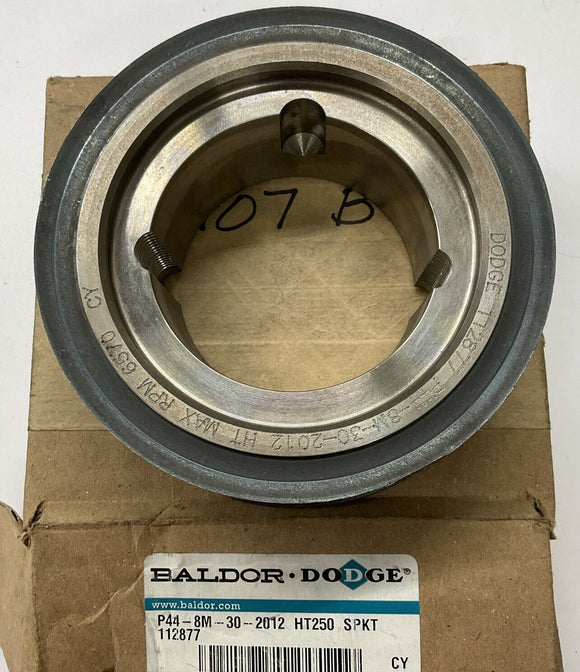 107 B
DODGE 112877 P44-8M-30-2012 HT MAX RPM 6570 CY
BALDOR·DODGE®
www.baldor.com
P44-8M-30-2012 HT250 SPKT
112877
CY